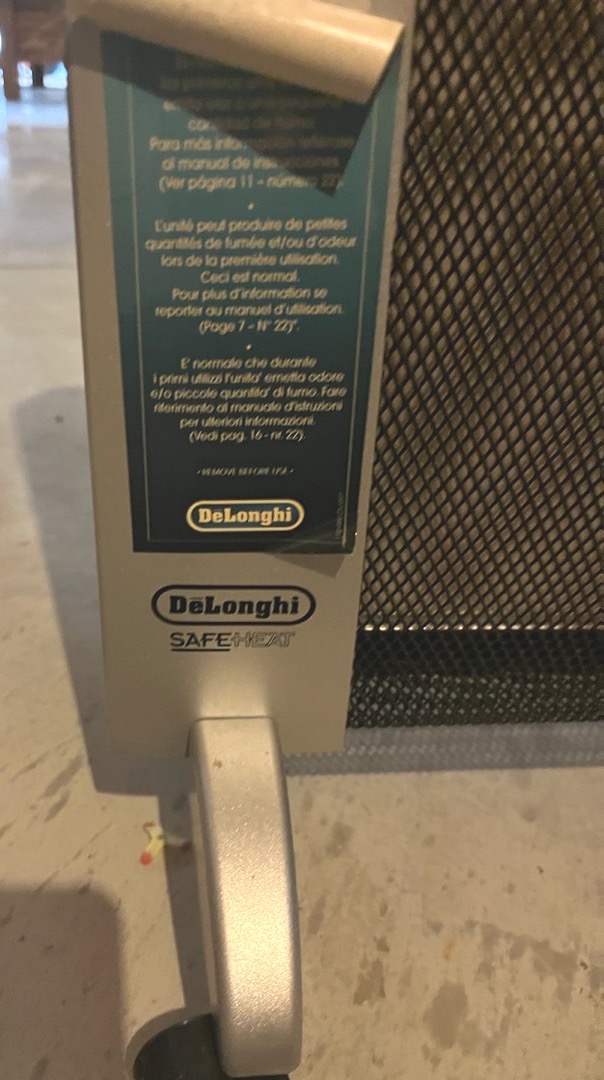 la primera
Para más información
al manual de instrucciones
(Ver página 11 - número 22).
•
L'unité peut produire de petites
quantités de fumée et/ou d'odeur
lors de la première utilisation.
Ceci est normal.
Pour plus d'information se
reporter au manuel d'utilisation.
(Page 7 - N° 22)".
•
E' normale che durante
i primi utilizzi l'unita' emetta odore
e/o piccole quantita' di fumo. Fare
riferimento al manuale d'istruzioni
per ulteriori informazioni.
(Vedi pag. 16 - nr. 22).
- REMOVE BEFORE USE -
DeLonghi
DeLonghi
SAFEHEAT